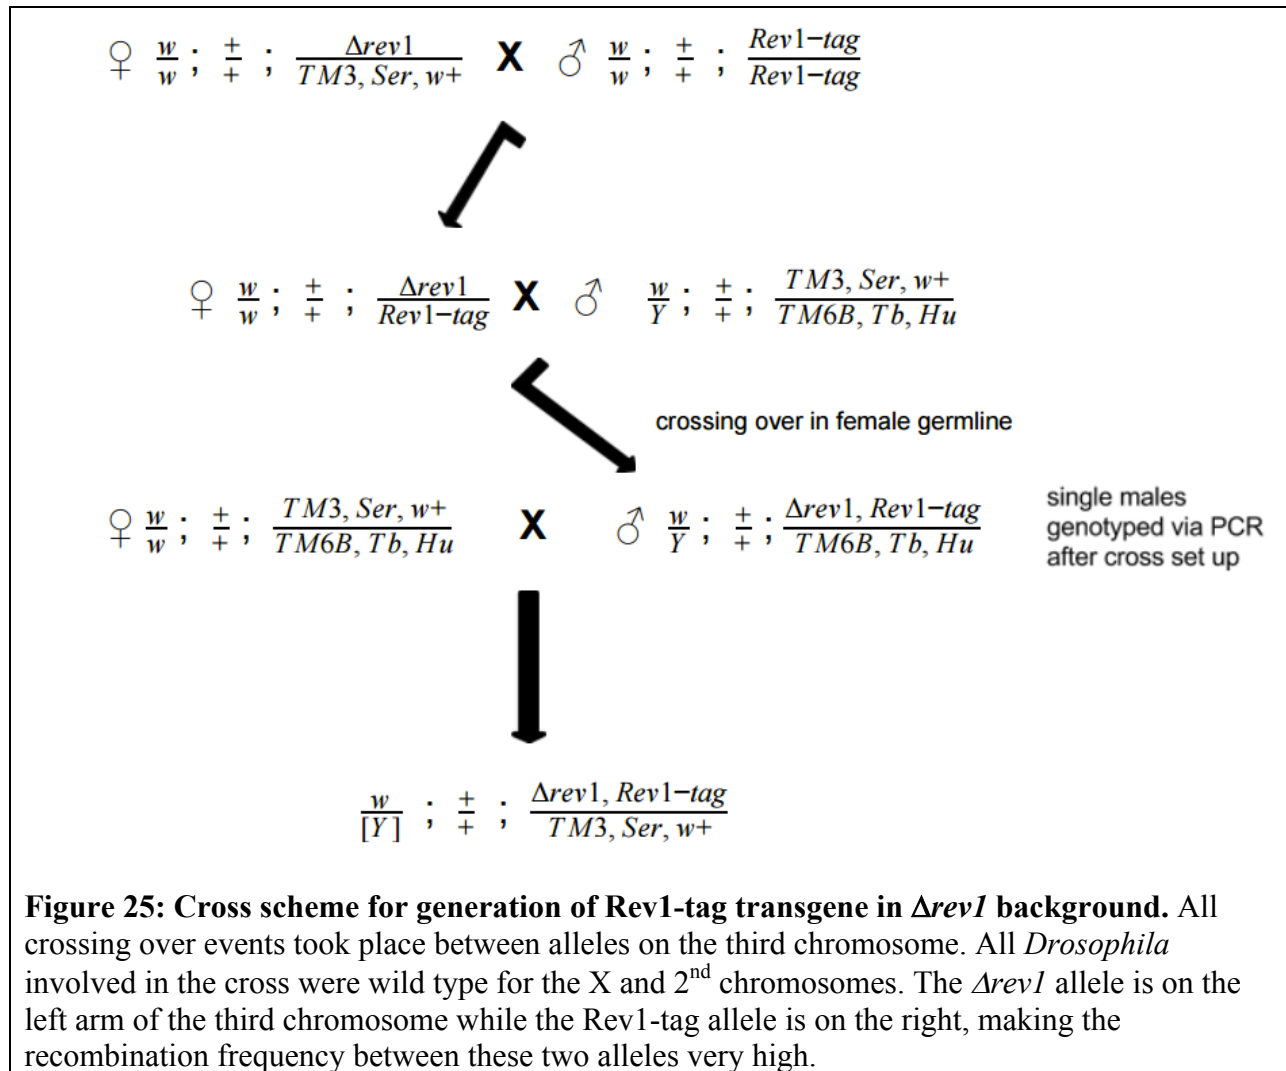 ♀ w/w ; +/+ ; Δrev1/TM3, Ser, w+ X ♂ w/w ; +/+ ; Rev1−tag/Rev1−tag
♀ w/w ; +/+ ; Δrev1/Rev1−tag X ♂ w/Y ; +/+ ; TM3, Ser, w+/TM6B, Tb, Hu
crossing over in female germline
♀ w/w ; +/+ ; TM3, Ser, w+/TM6B, Tb, Hu X ♂ w/Y ; +/+ ; Δrev1, Rev1−tag/TM6B, Tb, Hu
single males
genotyped via PCR
after cross set up
w/[Y] ; +/+ ; Δrev1, Rev1−tag/TM3, Ser, w+
Figure 25: Cross scheme for generation of Rev1-tag transgene in Δrev1 background. All
crossing over events took place between alleles on the third chromosome. All Drosophila
involved in the cross were wild type for the X and 2nd chromosomes. The Δrev1 allele is on the
left arm of the third chromosome while the Rev1-tag allele is on the right, making the
recombination frequency between these two alleles very high.